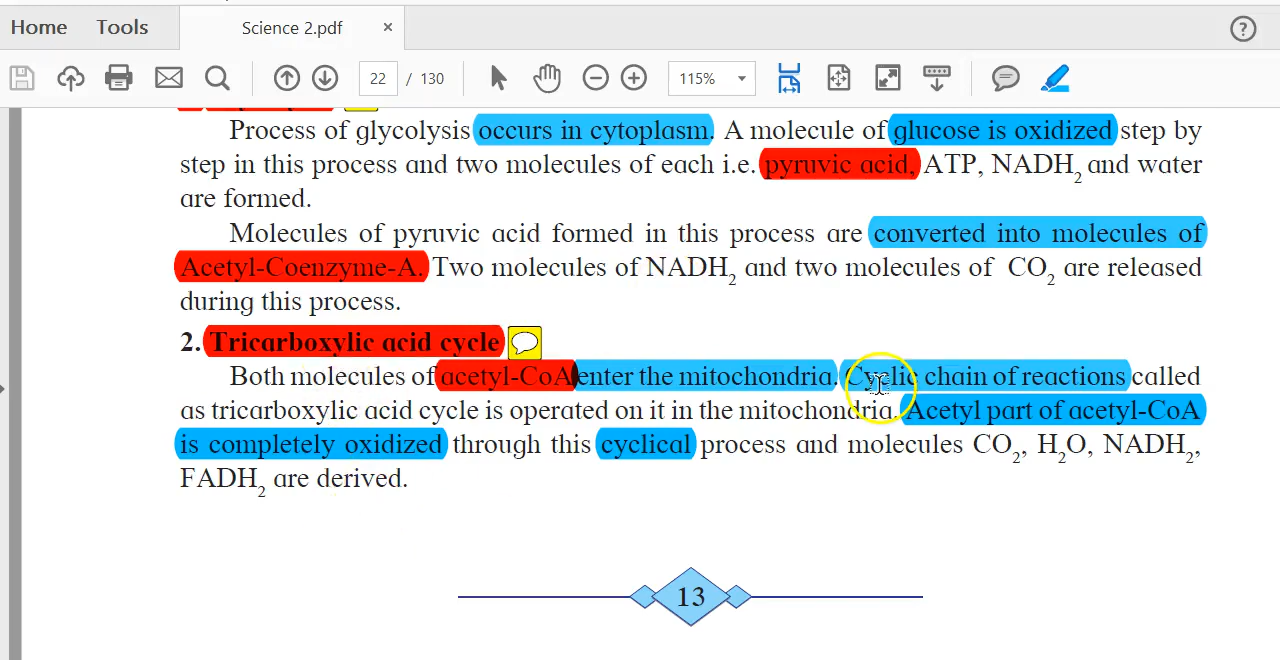 Home Tools Science 2.pdf ×
22 / 130 115%
Process of glycolysis occurs in cytoplasm. A molecule of glucose is oxidized step by
step in this process and two molecules of each i.e. pyruvic acid, ATP, NADH2 and water
are formed.
Molecules of pyruvic acid formed in this process are converted into molecules of
Acetyl-Coenzyme-A. Two molecules of NADH2 and two molecules of CO2 are released
during this process.
2. Tricarboxylic acid cycle
Both molecules of acetyl-CoA enter the mitochondria. Cyclic chain of reactions called
as tricarboxylic acid cycle is operated on it in the mitochondria. Acetyl part of acetyl-CoA
is completely oxidized through this cyclical process and molecules CO2, H2O, NADH2,
FADH2 are derived.
13